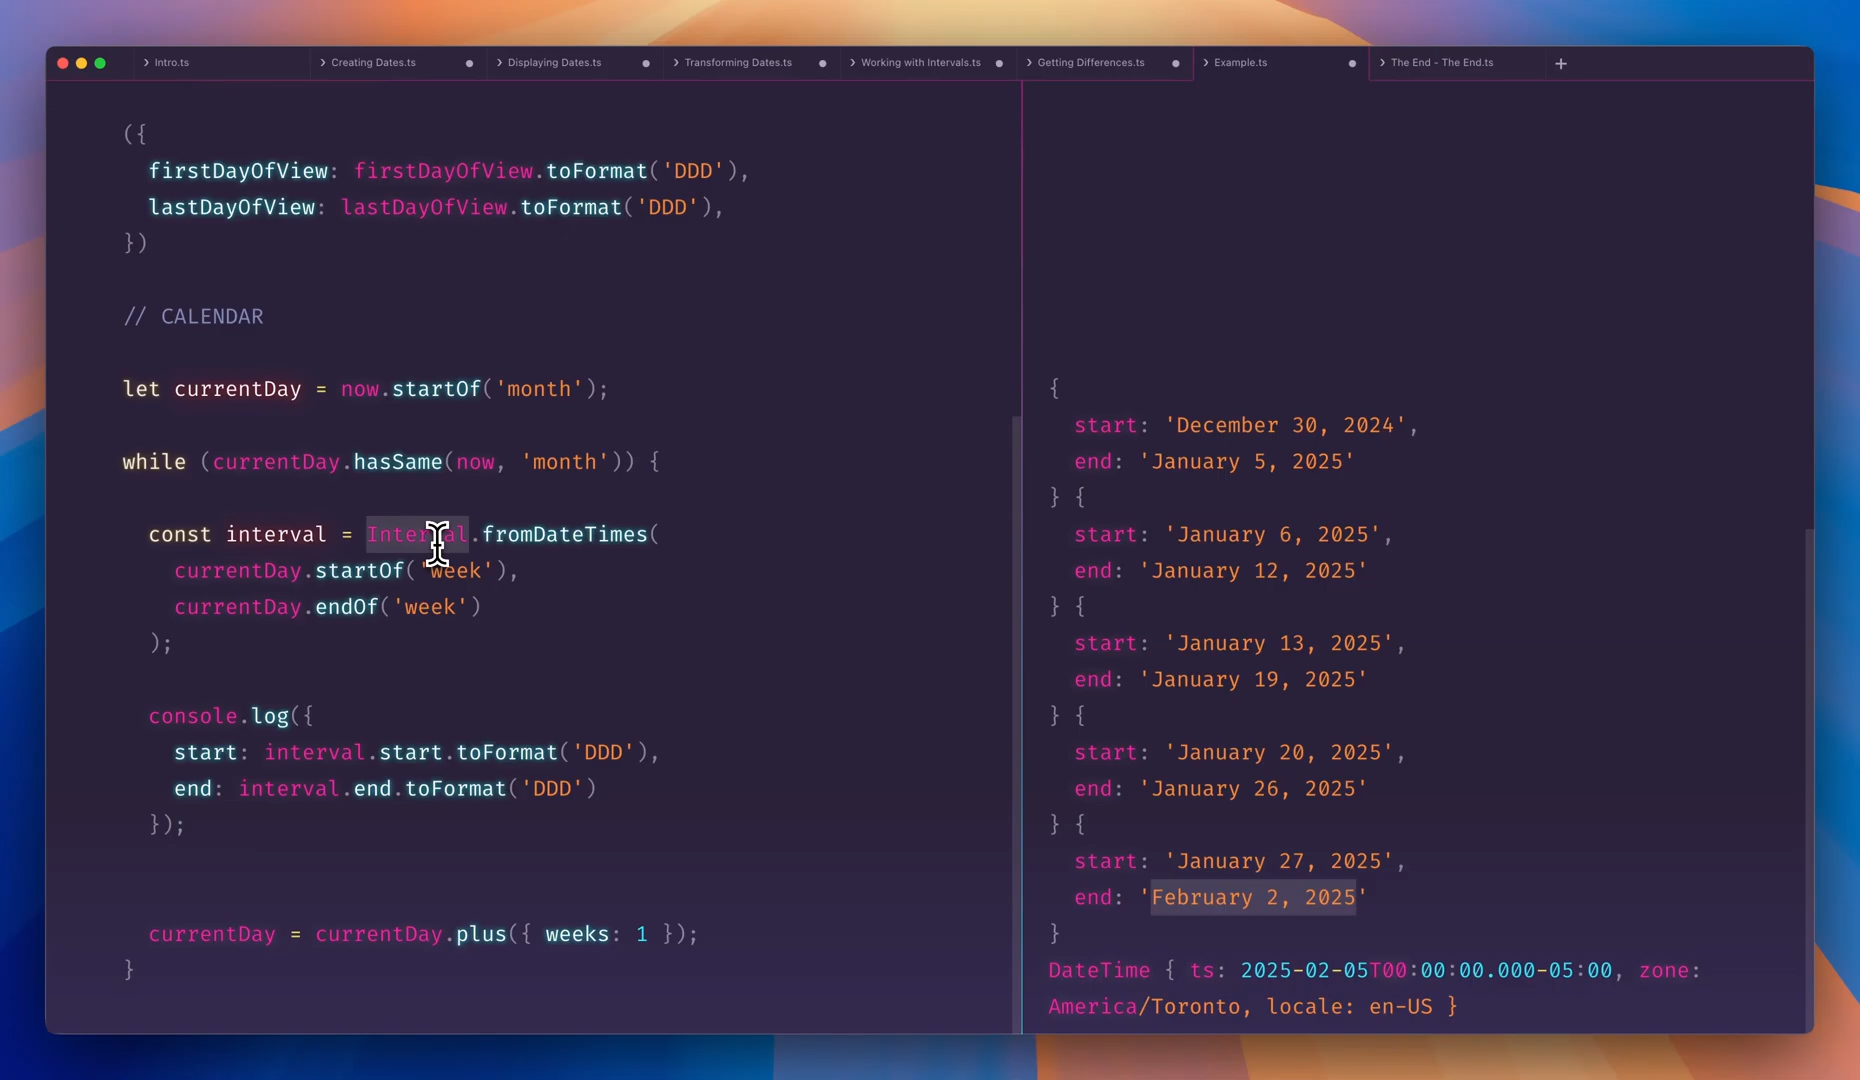 Intro.ts
Creating Dates.ts
Displaying Dates.ts
Transforming Dates.ts
Working with Intervals.ts
Getting Differences.ts
Example.ts
The End - The End.ts
({
  firstDayOfView: firstDayOfView.toFormat('DDD'),
  lastDayOfView: lastDayOfView.toFormat('DDD'),
})
// CALENDAR
let currentDay = now.startOf('month');
while (currentDay.hasSame(now, 'month')) {
  const interval = Interval.fromDateTimes(
    currentDay.startOf('week'),
    currentDay.endOf('week')
  );
  console.log({
    start: interval.start.toFormat('DDD'),
    end: interval.end.toFormat('DDD')
  });
  currentDay = currentDay.plus({ weeks: 1 });
}
{
  start: 'December 30, 2024',
  end: 'January 5, 2025'
} {
  start: 'January 6, 2025',
  end: 'January 12, 2025'
} {
  start: 'January 13, 2025',
  end: 'January 19, 2025'
} {
  start: 'January 20, 2025',
  end: 'January 26, 2025'
} {
  start: 'January 27, 2025',
  end: 'February 2, 2025'
}
DateTime { ts: 2025-02-05T00:00:00.000-05:00, zone:
America/Toronto, locale: en-US }